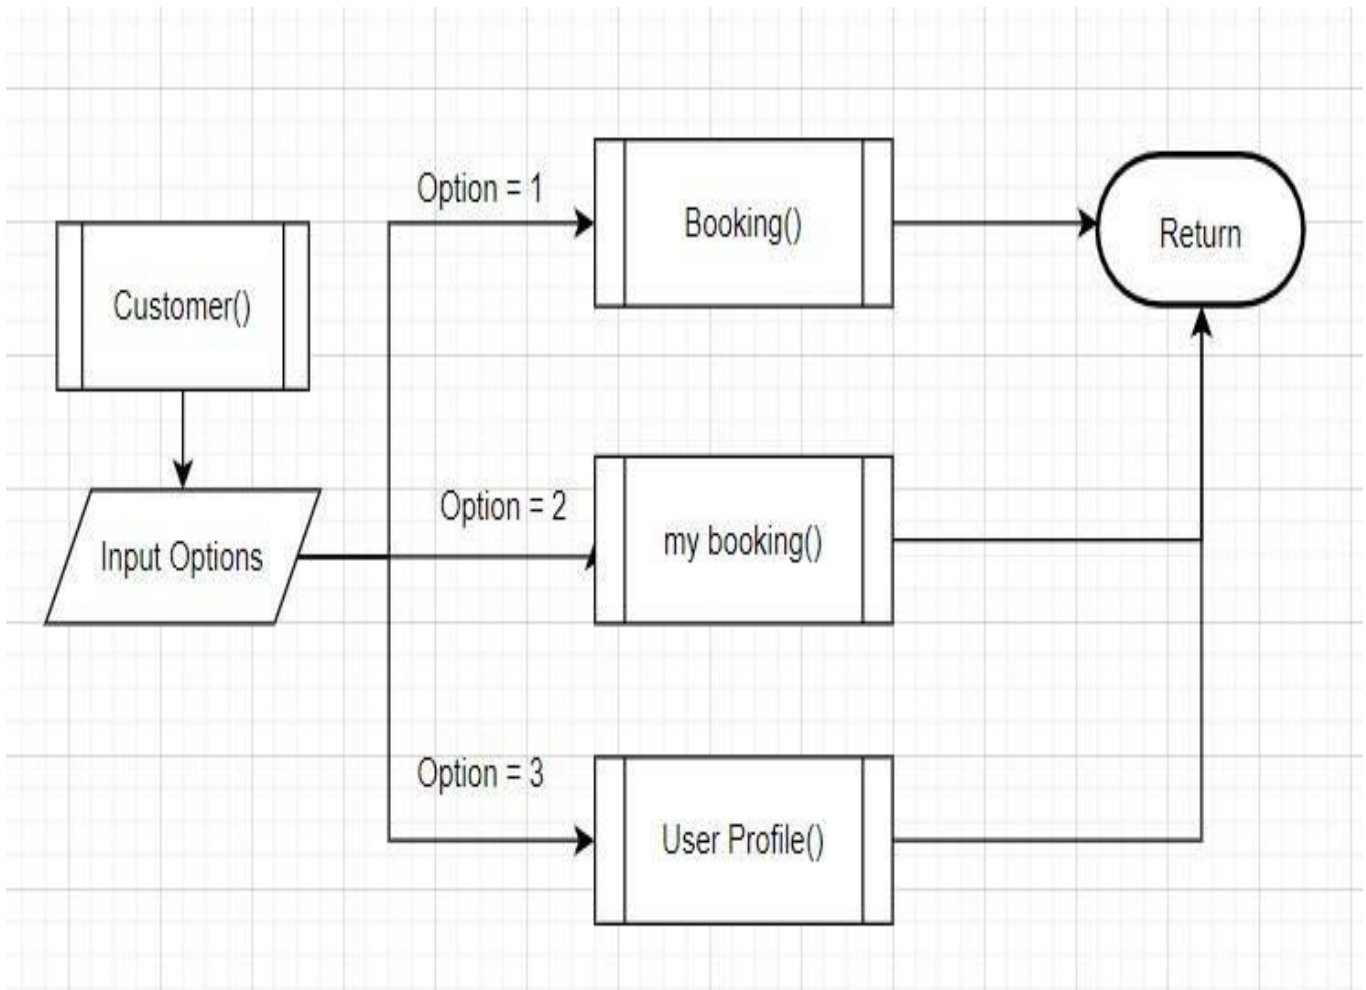 Option = 1
Booking()
Return
Customer()
Option = 2
my booking()
Input Options
Option = 3
User Profile()